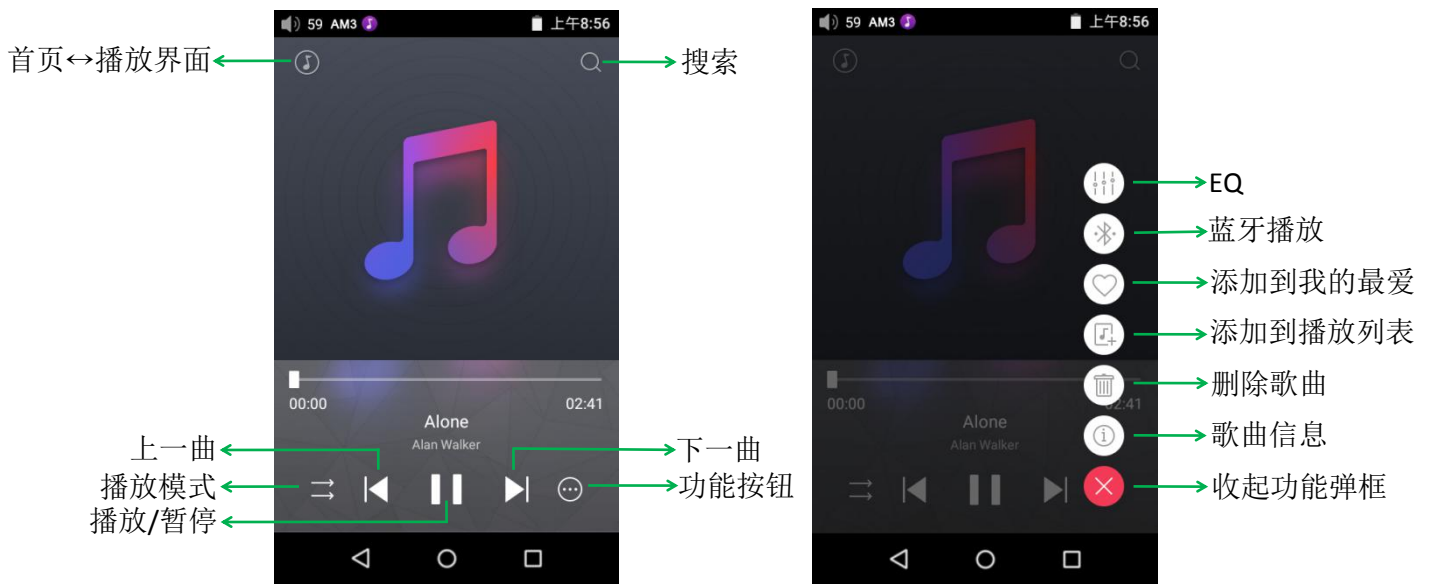 59 AM3 上午8:56
首页↔播放界面
搜索
00:00 02:41
Alone
Alan Walker
上一曲
下一曲
播放模式
功能按钮
播放/暂停
59 AM3 上午8:56
EQ
蓝牙播放
添加到我的最爱
添加到播放列表
删除歌曲
00:00 02:41
Alone
Alan Walker
歌曲信息
收起功能弹框